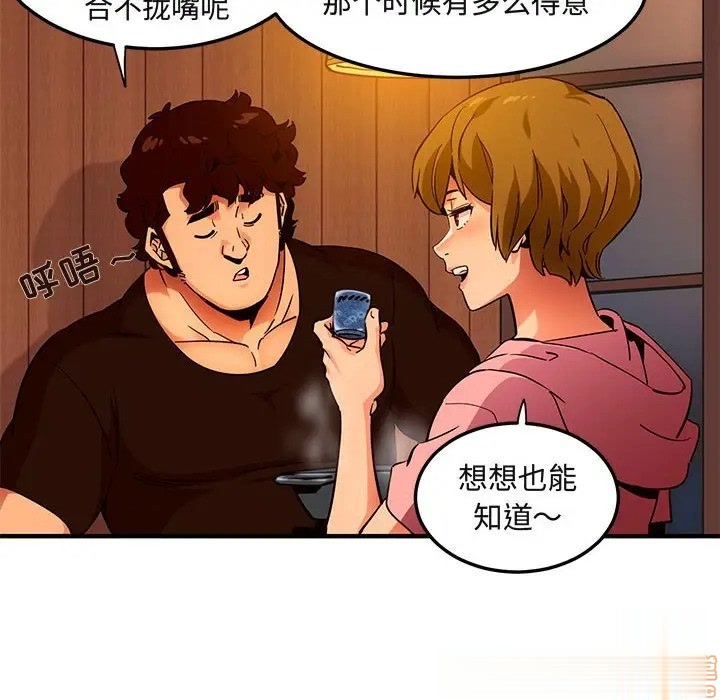 合不拢嘴呢
那个时候有多么得意
呼唔～
想想也能
知道～